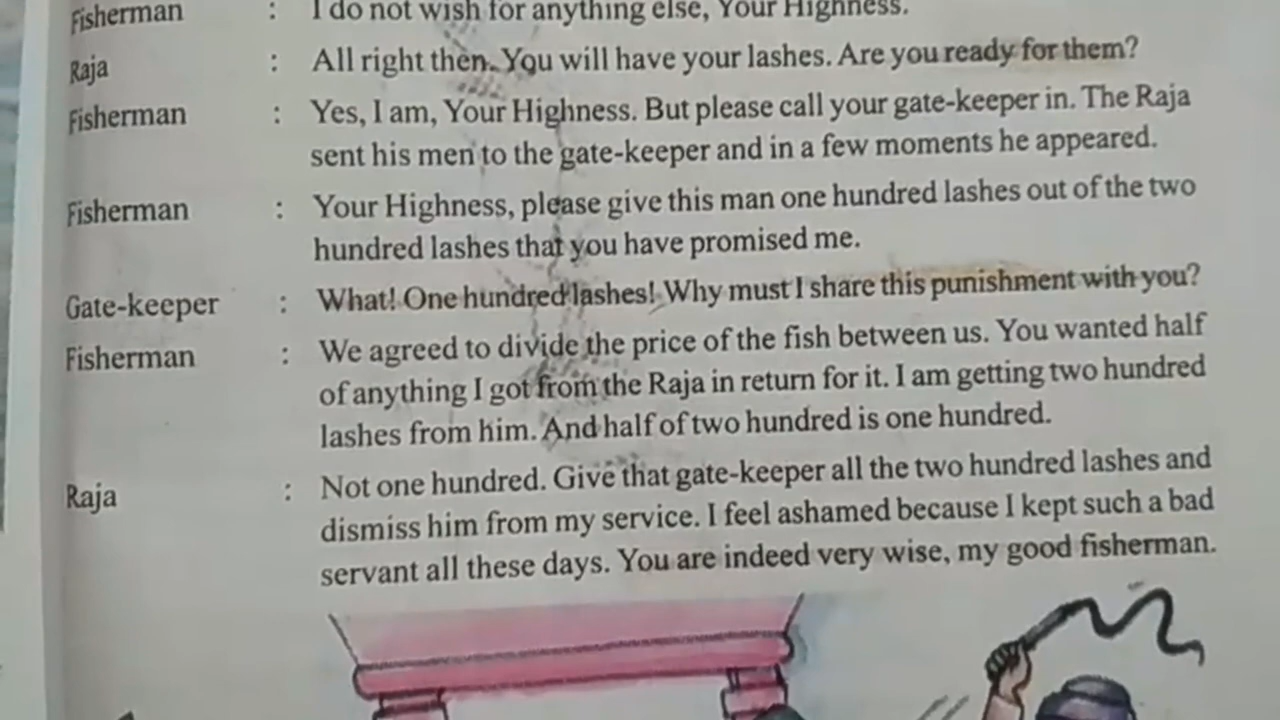 Fisherman : I do not wish for anything else, Your Highness.
Raja : All right then. You will have your lashes. Are you ready for them?
Fisherman : Yes, I am, Your Highness. But please call your gate-keeper in. The Raja
sent his men to the gate-keeper and in a few moments he appeared.
Fisherman : Your Highness, please give this man one hundred lashes out of the two
hundred lashes that you have promised me.
Gate-keeper : What! One hundred lashes! Why must I share this punishment with you?
Fisherman : We agreed to divide the price of the fish between us. You wanted half
of anything I got from the Raja in return for it. I am getting two hundred
lashes from him. And half of two hundred is one hundred.
Raja : Not one hundred. Give that gate-keeper all the two hundred lashes and
dismiss him from my service. I feel ashamed because I kept such a bad
servant all these days. You are indeed very wise, my good fisherman.